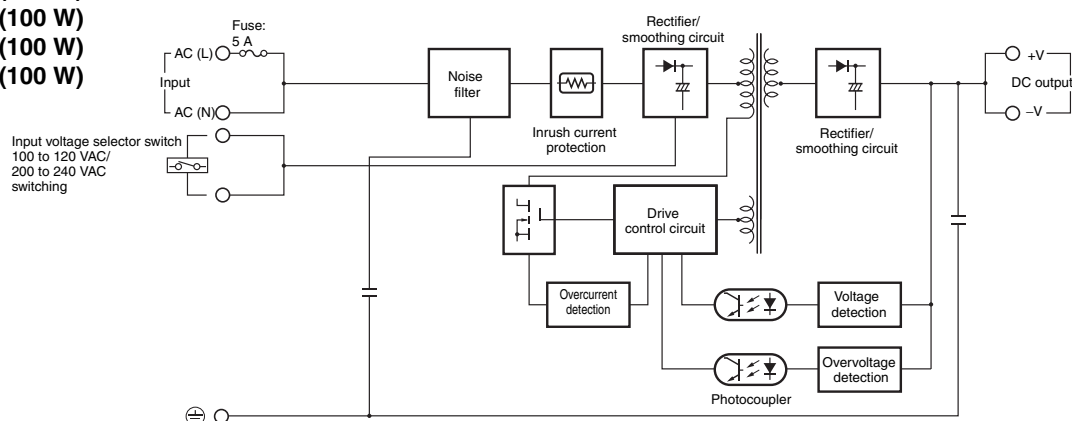 (100 W)
(100 W)
(100 W)
Fuse:
5 A
AC (L)
Input
AC (N)
Input voltage selector switch
100 to 120 VAC/
200 to 240 VAC
switching
Noise
filter
Inrush current
protection
Rectifier/
smoothing circuit
Rectifier/
smoothing circuit
+V
DC output
−V
Drive
control circuit
Overcurrent
detection
Voltage
detection
Overvoltage
detection
Photocoupler